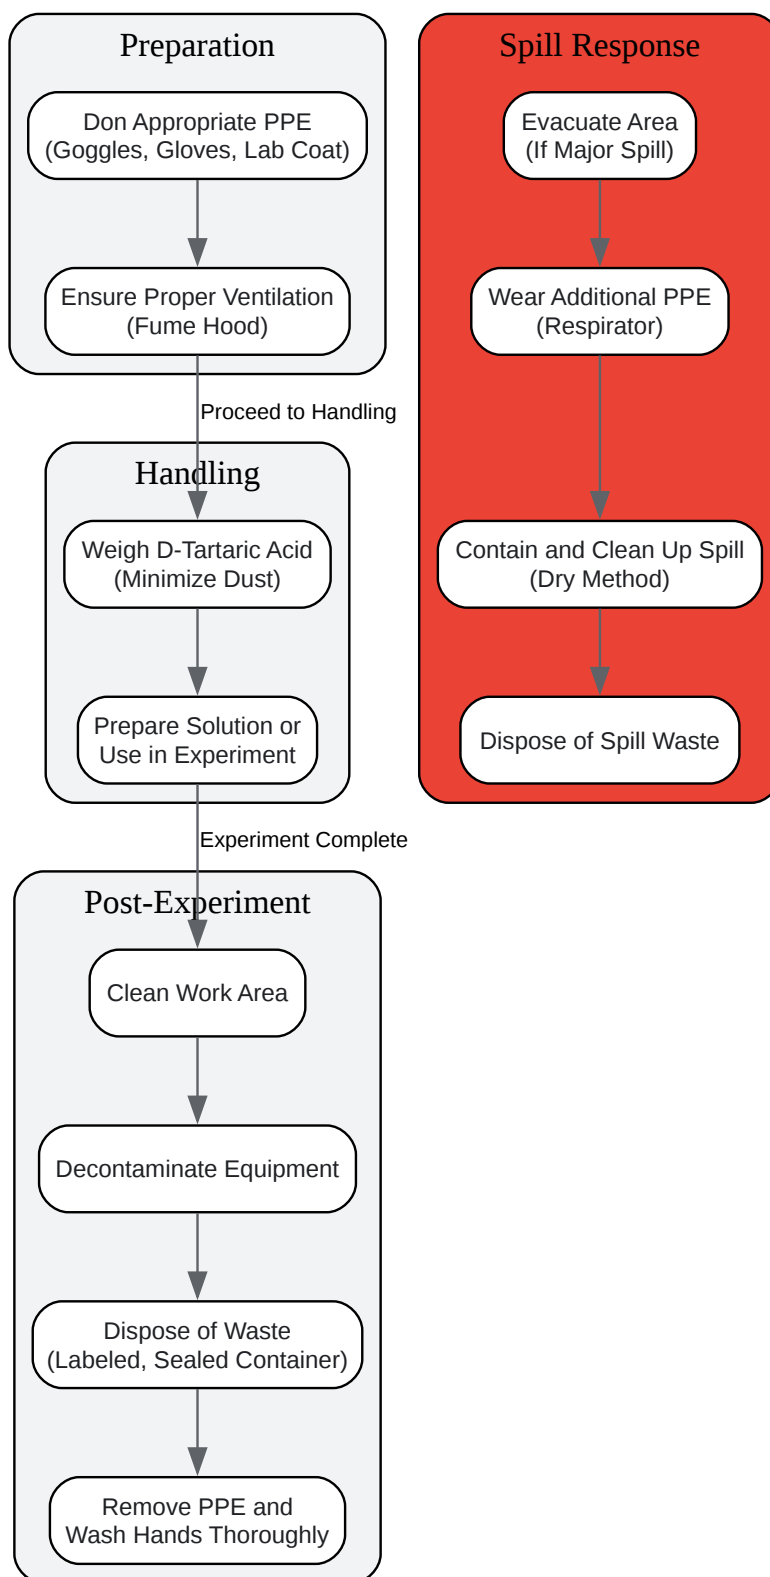 Preparation
Don Appropriate PPE
(Goggles, Gloves, Lab Coat)
Ensure Proper Ventilation
(Fume Hood)
Proceed to Handling
Handling
Weigh D-Tartaric Acid
(Minimize Dust)
Prepare Solution or
Use in Experiment
Experiment Complete
Post-Experiment
Clean Work Area
Decontaminate Equipment
Dispose of Waste
(Labeled, Sealed Container)
Remove PPE and
Wash Hands Thoroughly
Spill Response
Evacuate Area
(If Major Spill)
Wear Additional PPE
(Respirator)
Contain and Clean Up Spill
(Dry Method)
Dispose of Spill Waste